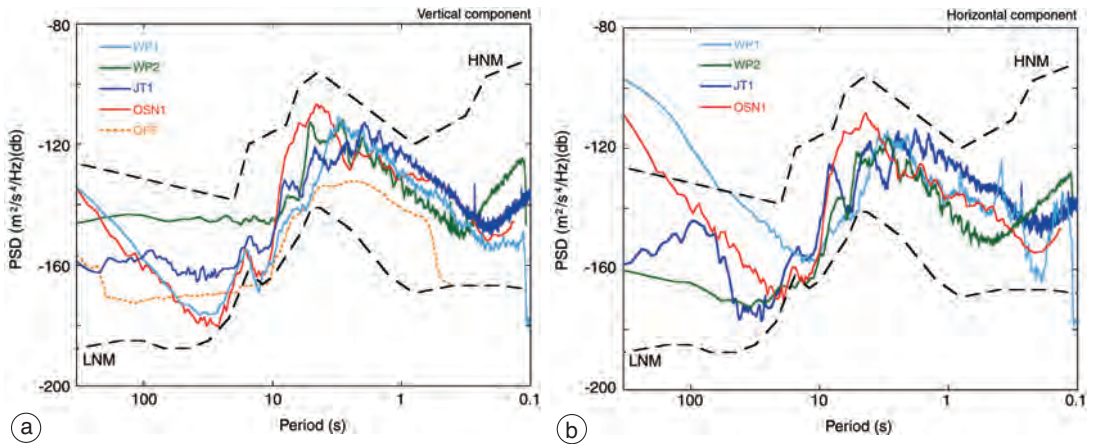 Vertical component
-80
WP1
WP2
JT1
OSN1
OFF
HNM
-120
-160
LNM
-200
PSD (m²/s⁴/Hz)(db)
100
10
1
0.1
Period (s)
a
Horizontal component
-80
WP1
WP2
JT1
OSN1
HNM
-120
-160
LNM
-200
PSD (m²/s⁴/Hz)(db)
100
10
1
0.1
Period (s)
b